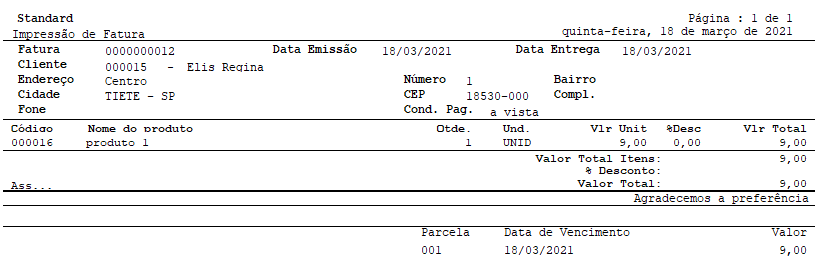 Standard Página : 1 de 1
Impressão de Fatura quinta-feira, 18 de março de 2021
Fatura 0000000012 Data Emissão 18/03/2021 Data Entrega 18/03/2021
Cliente 000015 - Elis Regina
Endereço Centro Número 1 Bairro
Cidade TIETE - SP CEP 18530-000 Compl.
Fone Cond. Pag. a vista
Código Nome do produto Qtde. Und. Vlr Unit %Desc Vlr Total
000016 produto 1 1 UNID 9,00 0,00 9,00
Valor Total Itens: 9,00
% Desconto:
Ass... Valor Total: 9,00
Agradecemos a preferência
Parcela Data de Vencimento Valor
001 18/03/2021 9,00